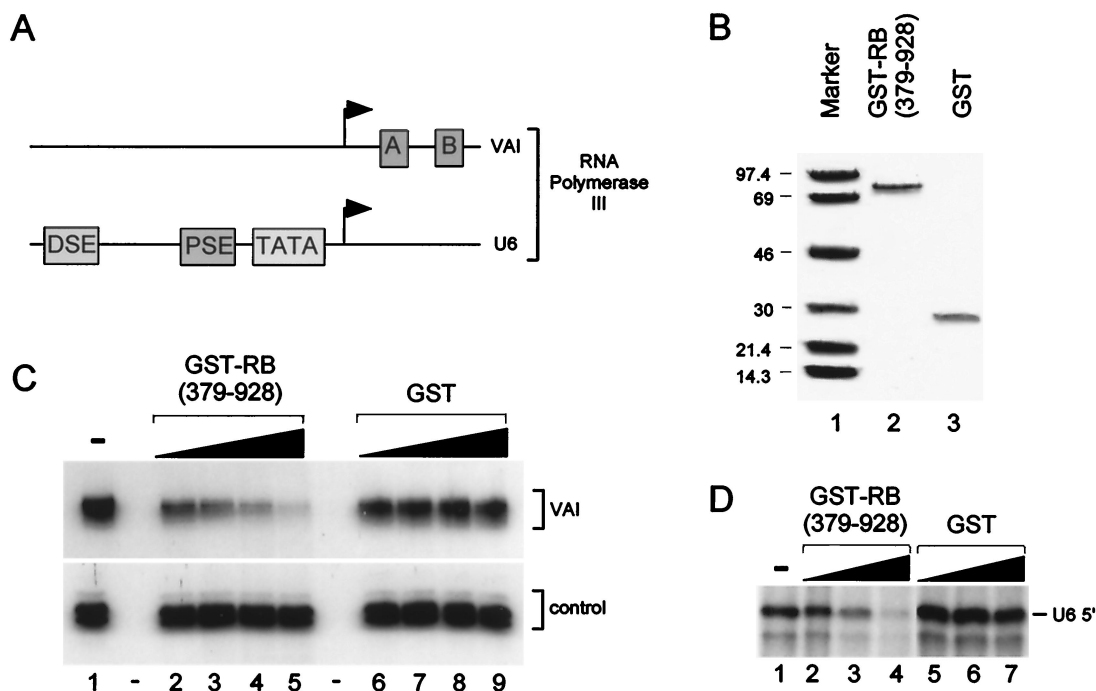 A
A B VAI
RNA
Polymerase
III
DSE PSE TATA U6
B
Marker
GST-RB
(379-928)
GST
97.4 –
69 –
46 –
30 –
21.4 –
14.3 –
1 2 3
C
GST-RB
(379-928)
GST
-
VAI
control
1 - 2 3 4 5 - 6 7 8 9
D
GST-RB
(379-928)
GST
-
– U6 5'
1 2 3 4 5 6 7